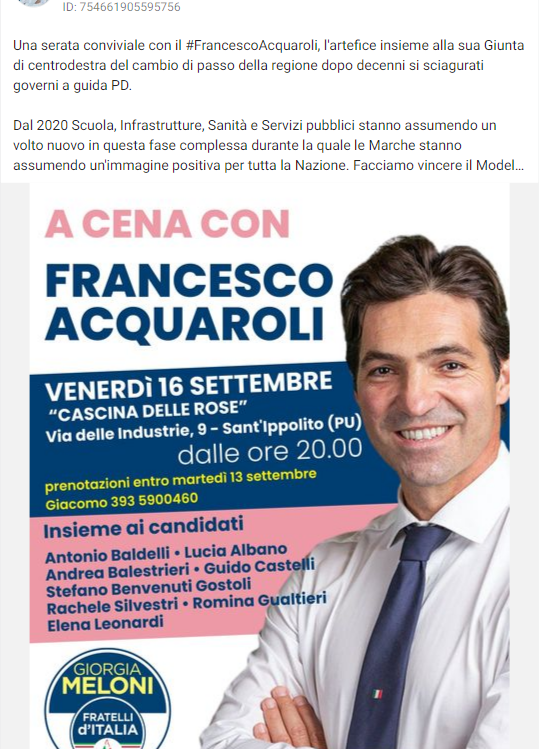 ID: 754661905595756
Una serata conviviale con il #FrancescoAcquaroli, l'artefice insieme alla sua Giunta
di centrodestra del cambio di passo della regione dopo decenni si sciagurati
governi a guida PD.
Dal 2020 Scuola, Infrastrutture, Sanità e Servizi pubblici stanno assumendo un
volto nuovo in questa fase complessa durante la quale le Marche stanno
assumendo un'immagine positiva per tutta la Nazione. Facciamo vincere il Model...
A CENA CON
FRANCESCO
ACQUAROLI
VENERDÌ 16 SETTEMBRE
"CASCINA DELLE ROSE"
Via delle Industrie, 9 - Sant'Ippolito (PU)
dalle ore 20.00
prenotazioni entro martedì 13 settembre
Giacomo 393 5900460
Insieme ai candidati
Antonio Baldelli • Lucia Albano
Andrea Balestrieri • Guido Castelli
Stefano Benvenuti Gostoli
Rachele Silvestri • Romina Gualtieri
Elena Leonardi
GIORGIA
MELONI
FRATELLI
d'ITALIA